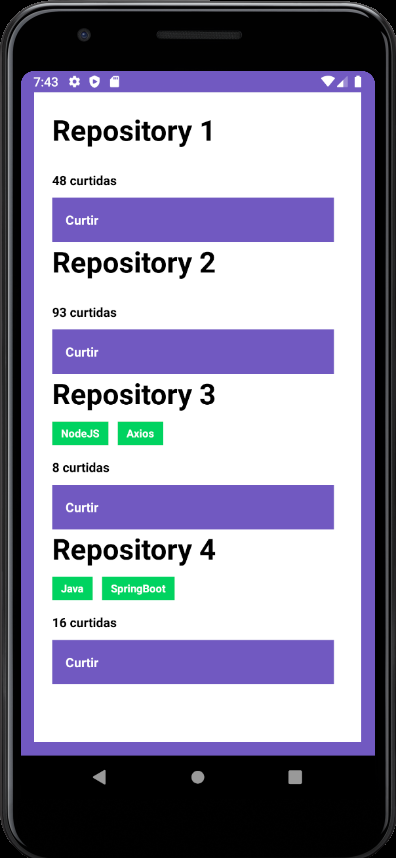 7:43
Repository 1
48 curtidas
Curtir
Repository 2
93 curtidas
Curtir
Repository 3
NodeJS Axios
8 curtidas
Curtir
Repository 4
Java SpringBoot
16 curtidas
Curtir